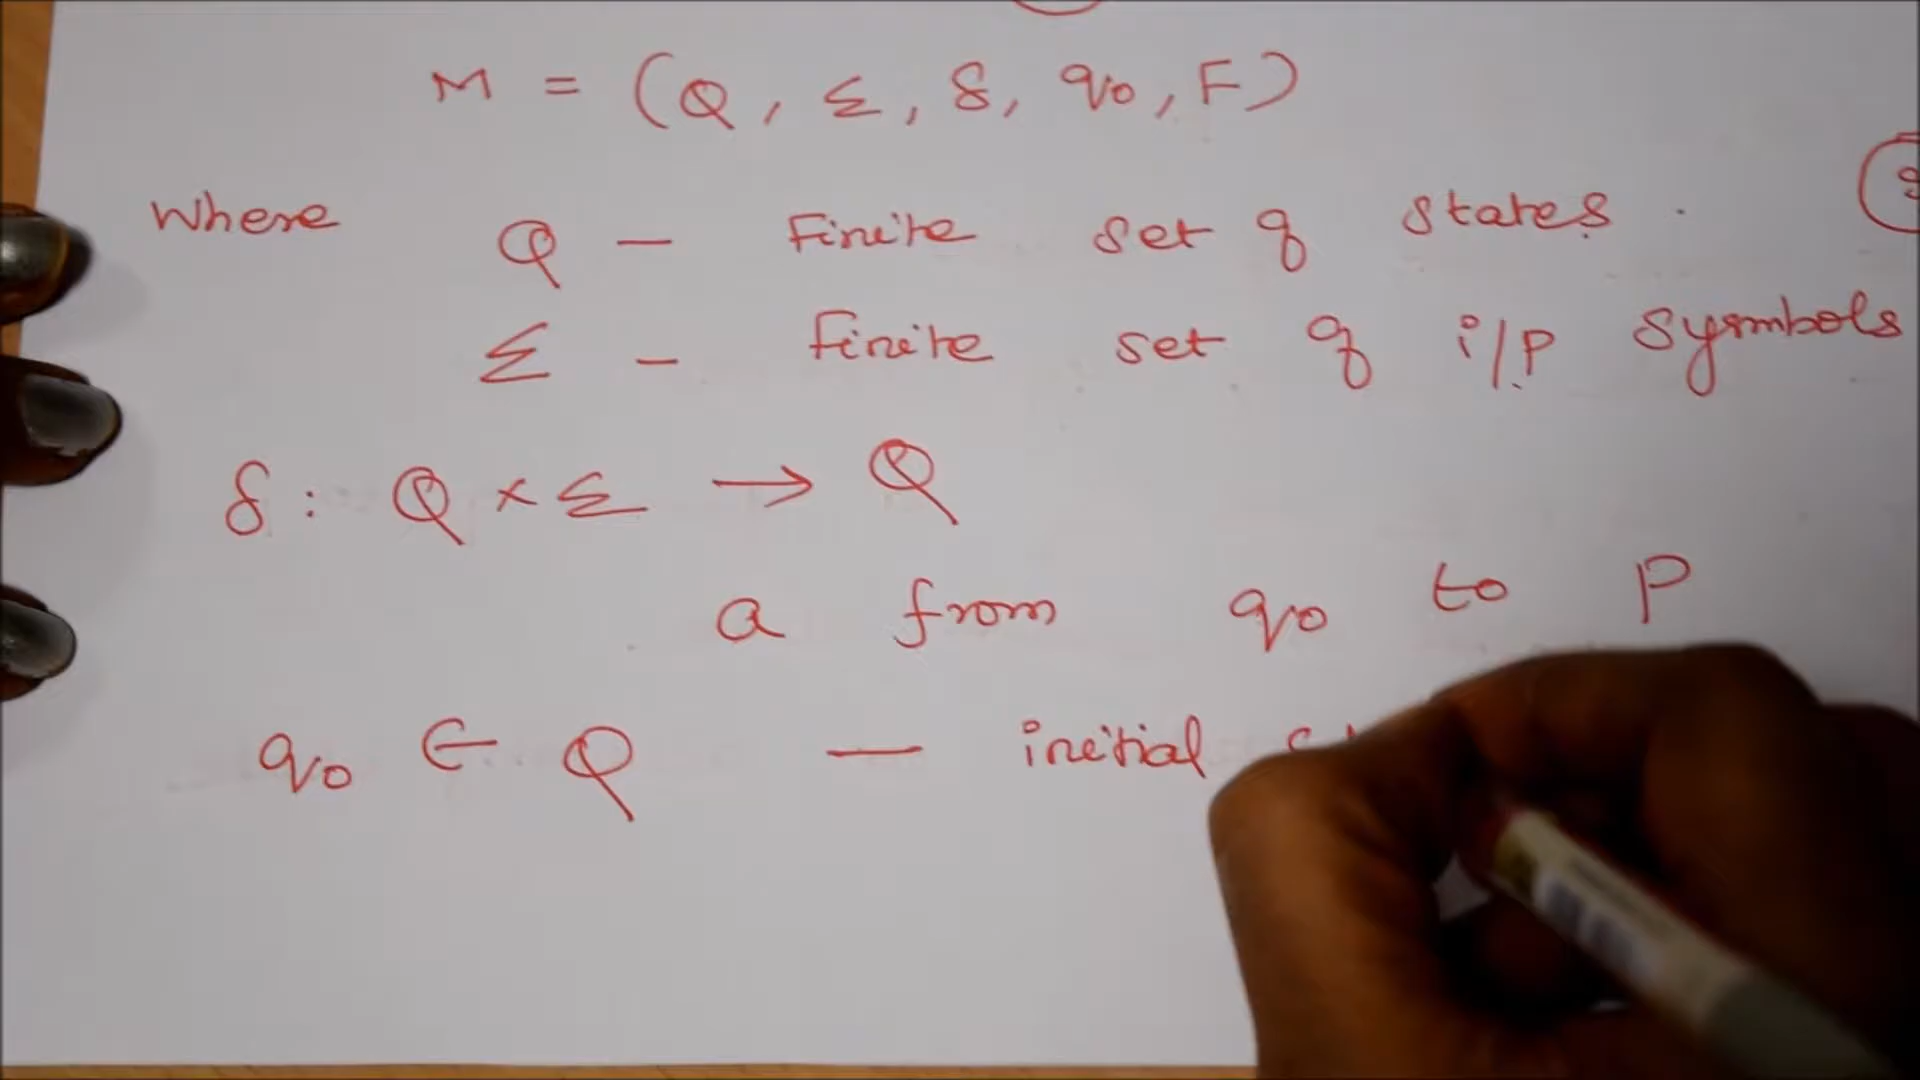 M = (Q, Σ, δ, q0, F)
Where Q — Finite set of states.
Σ — Finite set of i/p symbols
δ: Q × Σ → Q
a from q0 to P
q0 ∈ Q — initial